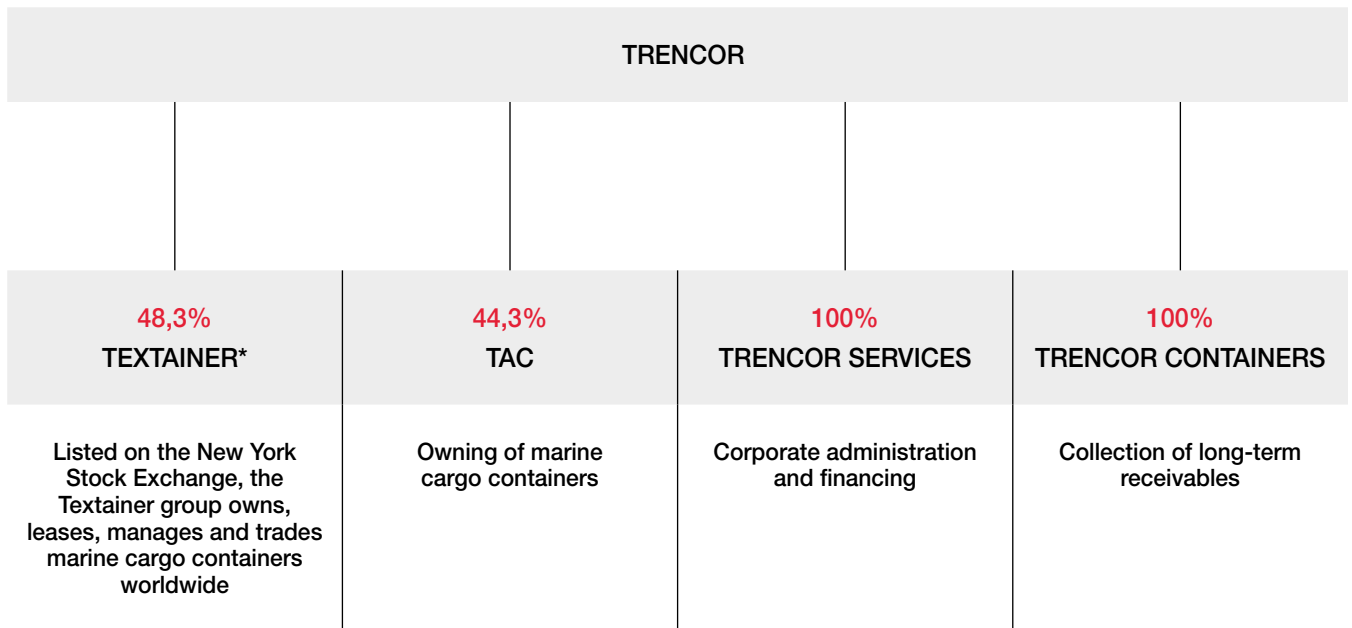 TRENCOR
48,3%
TEXTAINER*
Listed on the New York
Stock Exchange, the
Textainer group owns,
leases, manages and trades
marine cargo containers
worldwide
44,3%
TAC
Owning of marine
cargo containers
100%
TRENCOR SERVICES
Corporate administration
and financing
100%
TRENCOR CONTAINERS
Collection of long-term
receivables